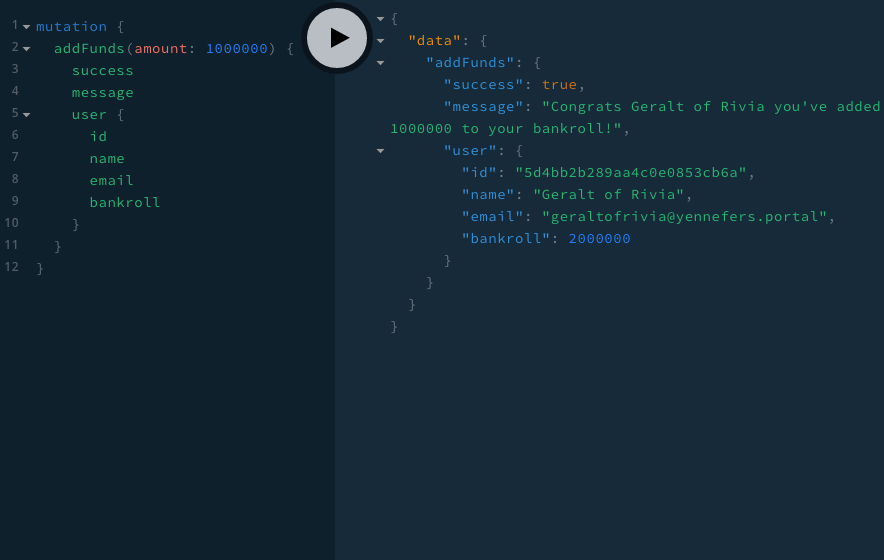 1 mutation {
2 addFunds(amount: 1000000) {
3 success
4 message
5 user {
6 id
7 name
8 email
9 bankroll
10 }
11 }
12 }
{
"data": {
"addFunds": {
"success": true,
"message": "Congrats Geralt of Rivia you've added
1000000 to your bankroll!",
"user": {
"id": "5d4bb2b289aa4c0e0853cb6a",
"name": "Geralt of Rivia",
"email": "geraltofrivia@yennefers.portal",
"bankroll": 2000000
}
}
}
}